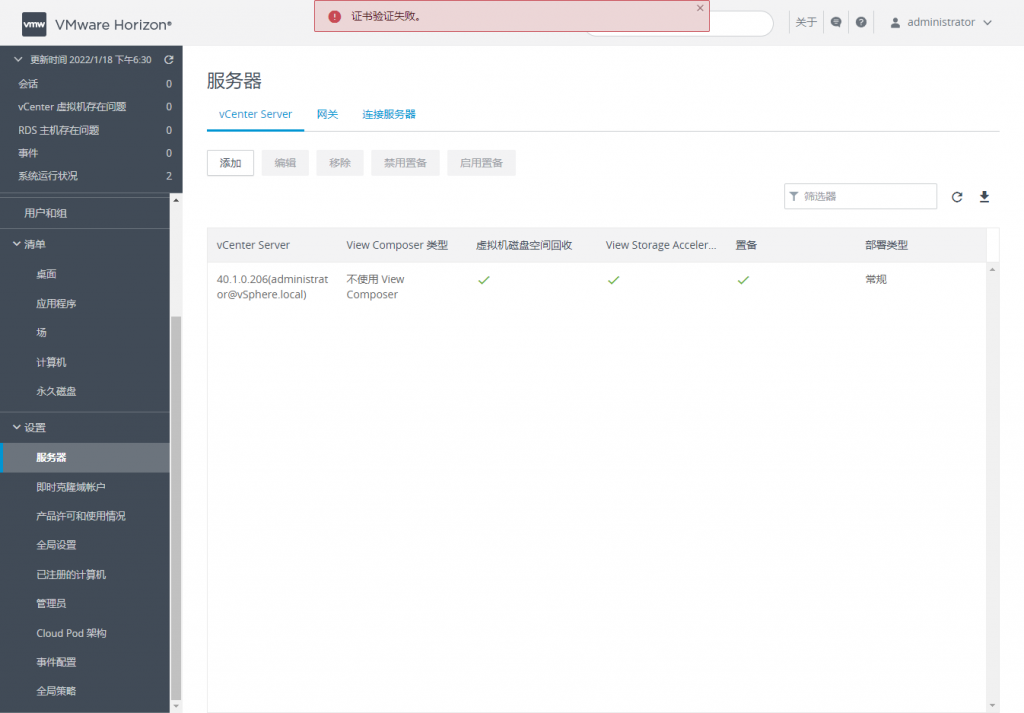 vmw VMware Horizon®
证书验证失败。
关于
administrator
更新时间 2022/1/18 下午6:30
会话 0
vCenter 虚拟机存在问题 0
RDS 主机存在问题 0
事件 0
系统运行状况 2
用户和组
清单
桌面
应用程序
场
计算机
永久磁盘
设置
服务器
即时克隆域帐户
产品许可和使用情况
全局设置
已注册的计算机
管理员
Cloud Pod 架构
事件配置
全局策略
服务器
vCenter Server 网关 连接服务器
添加 编辑 移除 禁用置备 启用置备
筛选器
vCenter Server View Composer 类型 虚拟机磁盘空间回收 View Storage Acceler... 置备 部署类型
40.1.0.206(administrat 不使用 View 常规
or@vSphere.local) Composer